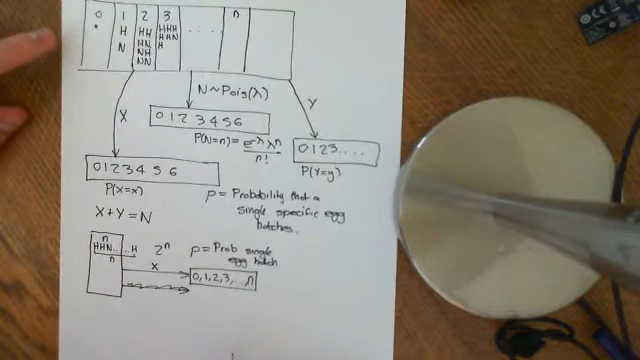 0 1 2 3 n
H HH HHH
N HN HHN
NH H
NN
X
N~Pois(λ)
Y
0 1 2 3 4 5 6
P(N=n) = e^-λ λ^n / n!
0 1 2 3 ....
P(Y=y)
0 1 2 3 4 5 6
P(X=x)
p = Probability that a
single specific egg
hatches.
X+Y=N
n
HHN.....H
n
2^n
p = Prob single
egg hatch
X
0,1,2,3,...,n